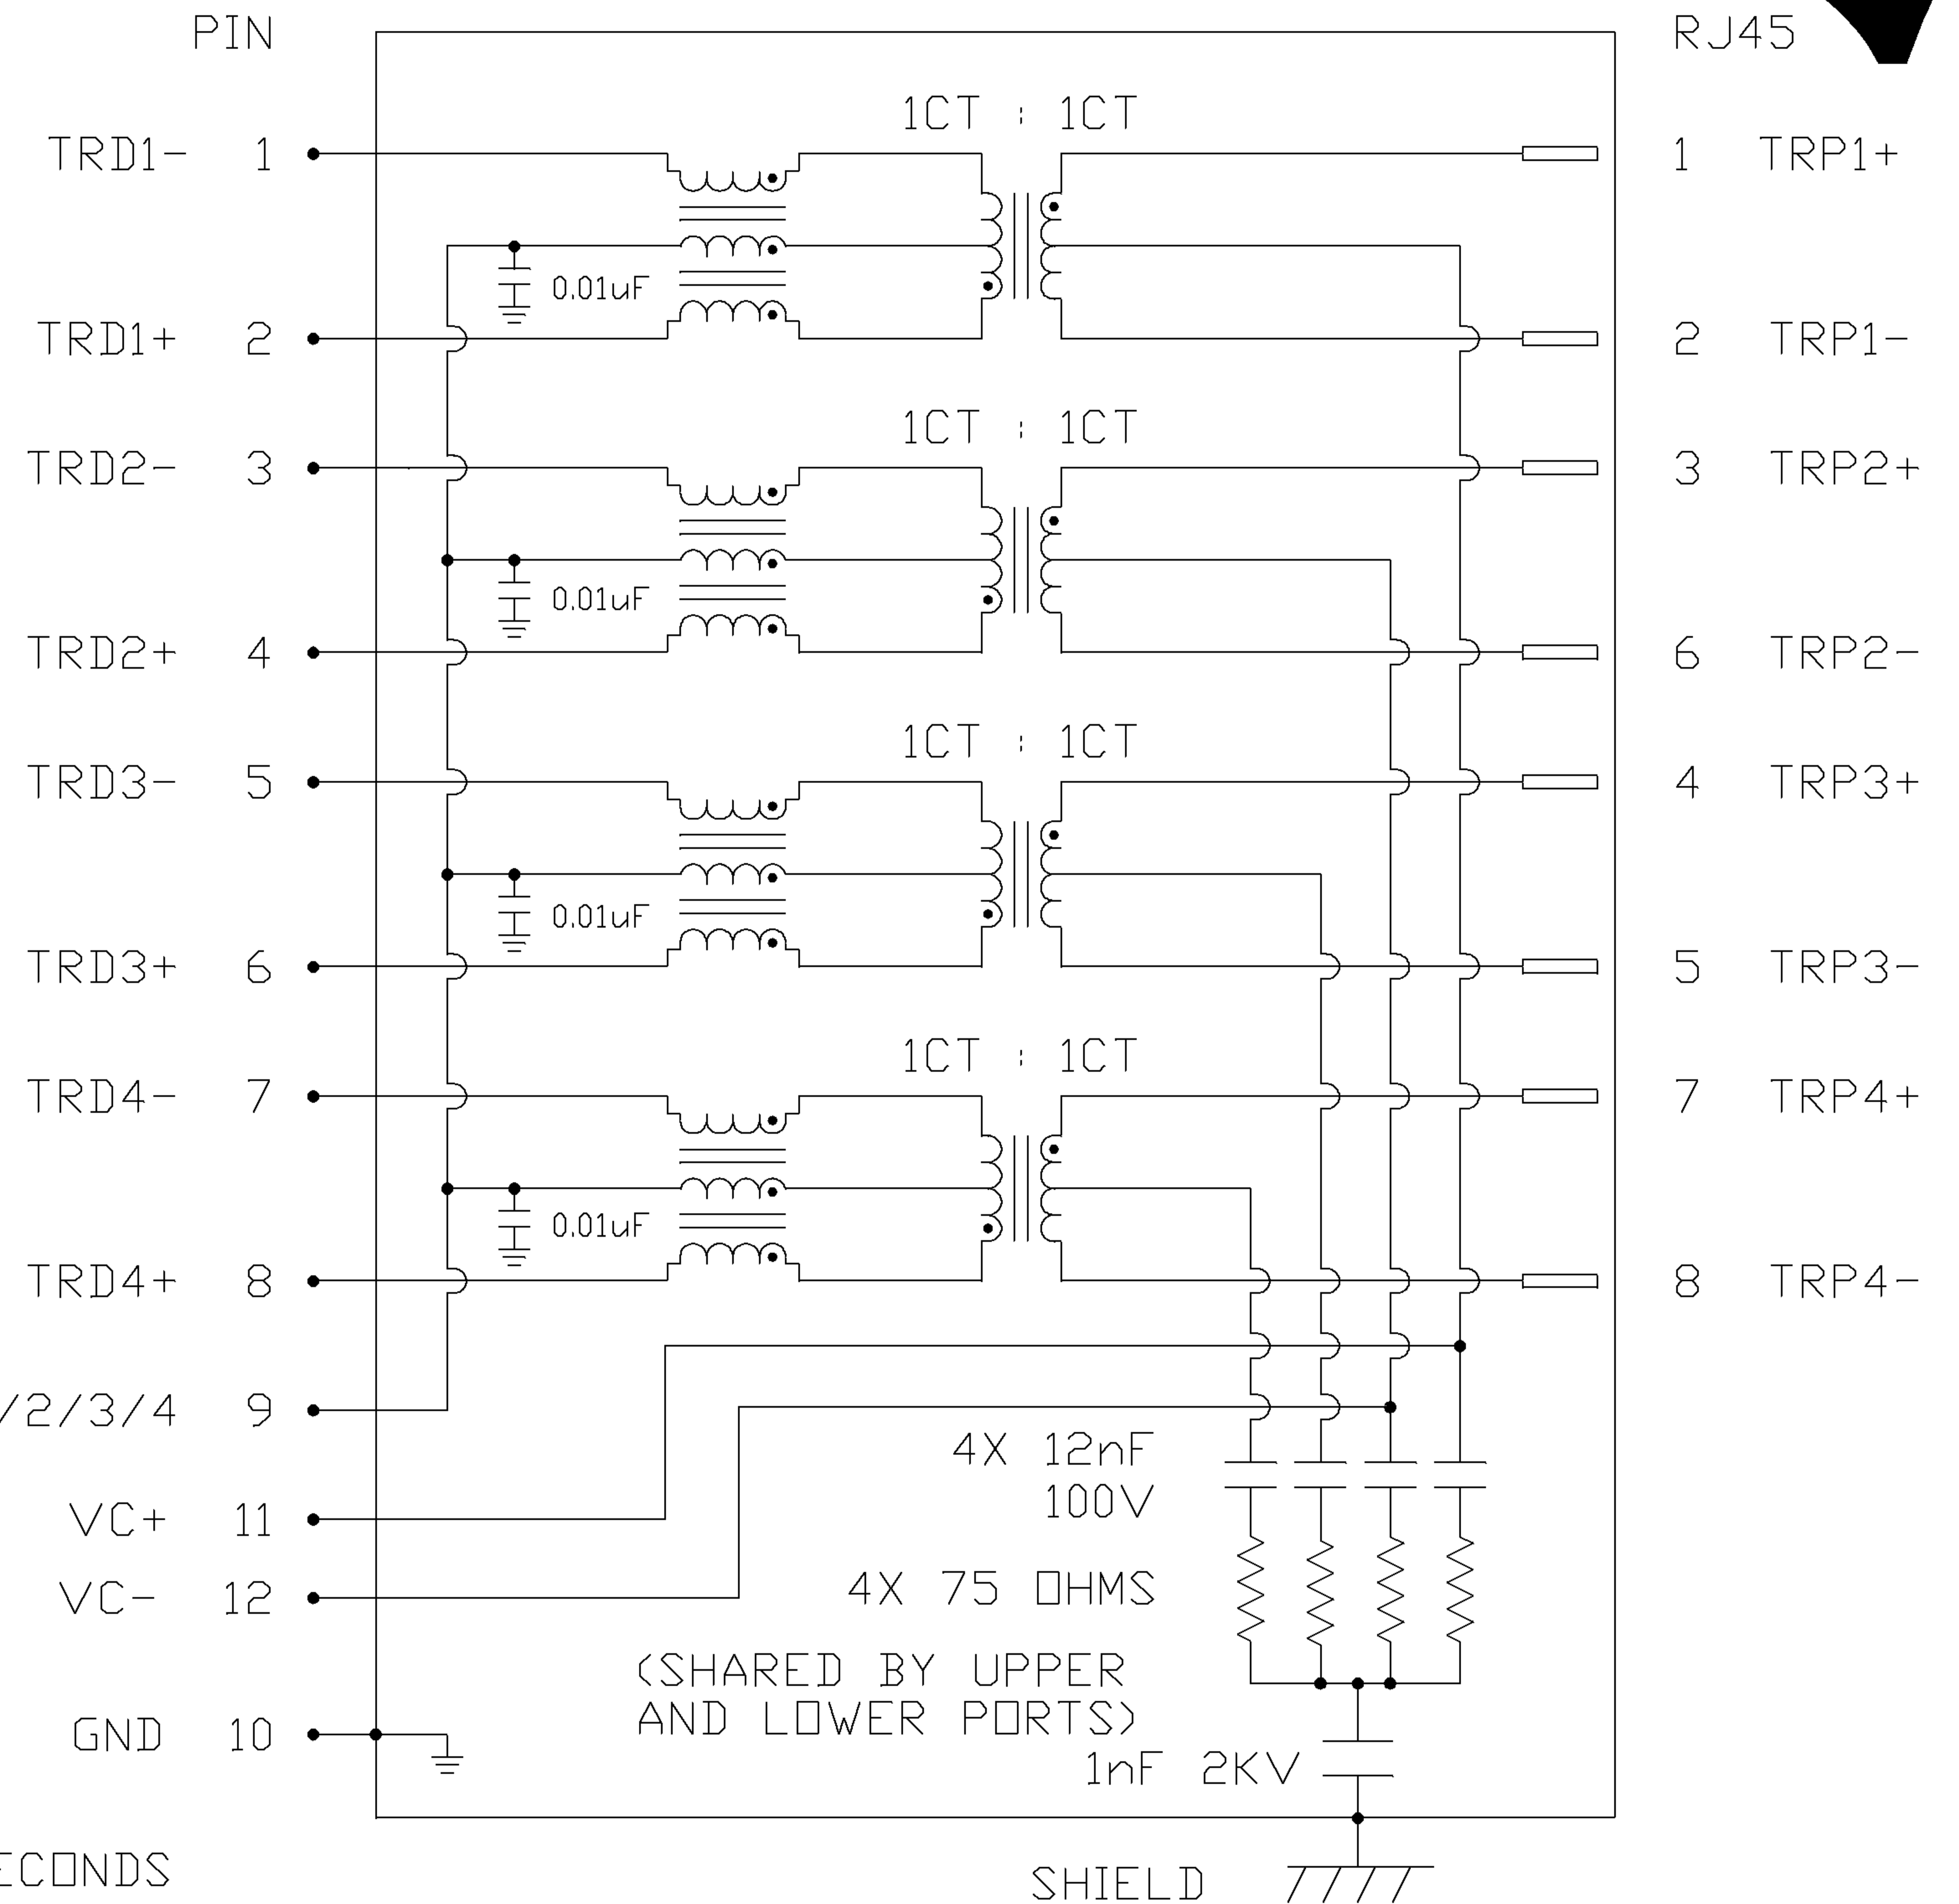 PIN RJ45
1CT : 1CT
TRD1- 1 1 TRP1+
0.01uF
TRD1+ 2 2 TRP1-
1CT : 1CT
TRD2- 3 3 TRP2+
0.01uF
TRD2+ 4 6 TRP2-
1CT : 1CT
TRD3- 5 4 TRP3+
0.01uF
TRD3+ 6 5 TRP3-
1CT : 1CT
TRD4- 7 7 TRP4+
0.01uF
TRD4+ 8 8 TRP4-
/2/3/4 9
4X 12nF
100V
VC+ 11
VC- 12
4X 75 OHMS
(SHARED BY UPPER
AND LOWER PORTS)
GND 10
1nF 2KV
ECONDS
SHIELD